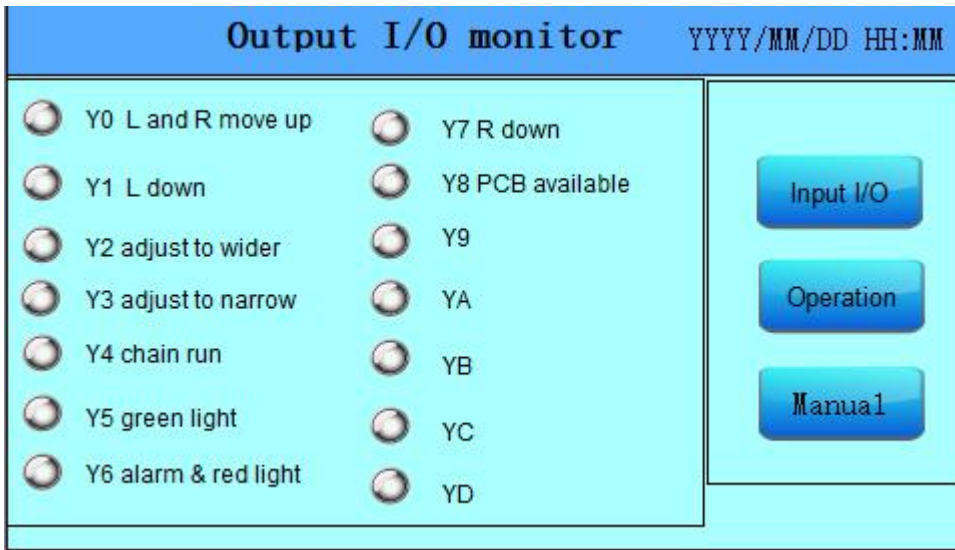 Output I/O monitor YYYY/MM/DD HH:MM
Y0 L and R move up
Y1 L down
Y2 adjust to wider
Y3 adjust to narrow
Y4 chain run
Y5 green light
Y6 alarm & red light
Y7 R down
Y8 PCB available
Y9
YA
YB
YC
YD
Input I/O
Operation
Manual